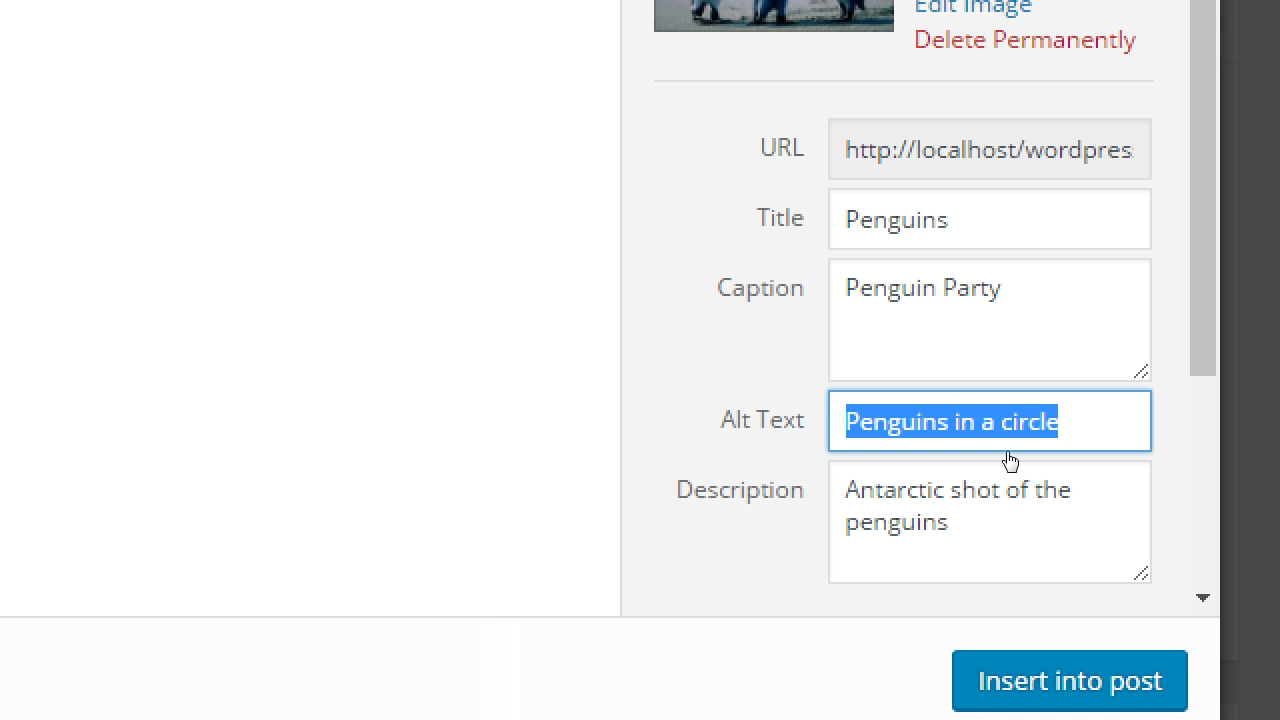 Edit Image
Delete Permanently
URL
http://localhost/wordpres
Title
Penguins
Caption
Penguin Party
Alt Text
Penguins in a circle
Description
Antarctic shot of the
penguins
Insert into post